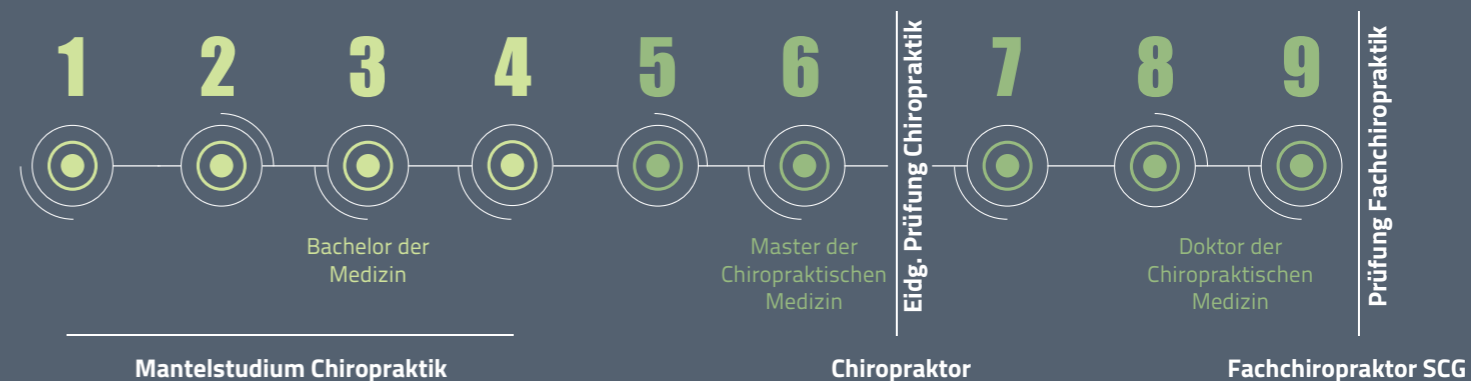 1 2 3 4 5 6 7 8 9
Eidg. Prüfung Chiropraktik
Prüfung Fachchiropraktik
Bachelor der
Medizin
Master der
Chiropraktischen
Medizin
Doktor der
Chiropraktischen
Medizin
Mantelstudium Chiropraktik
Chiropraktor
Fachchiropraktor SCG